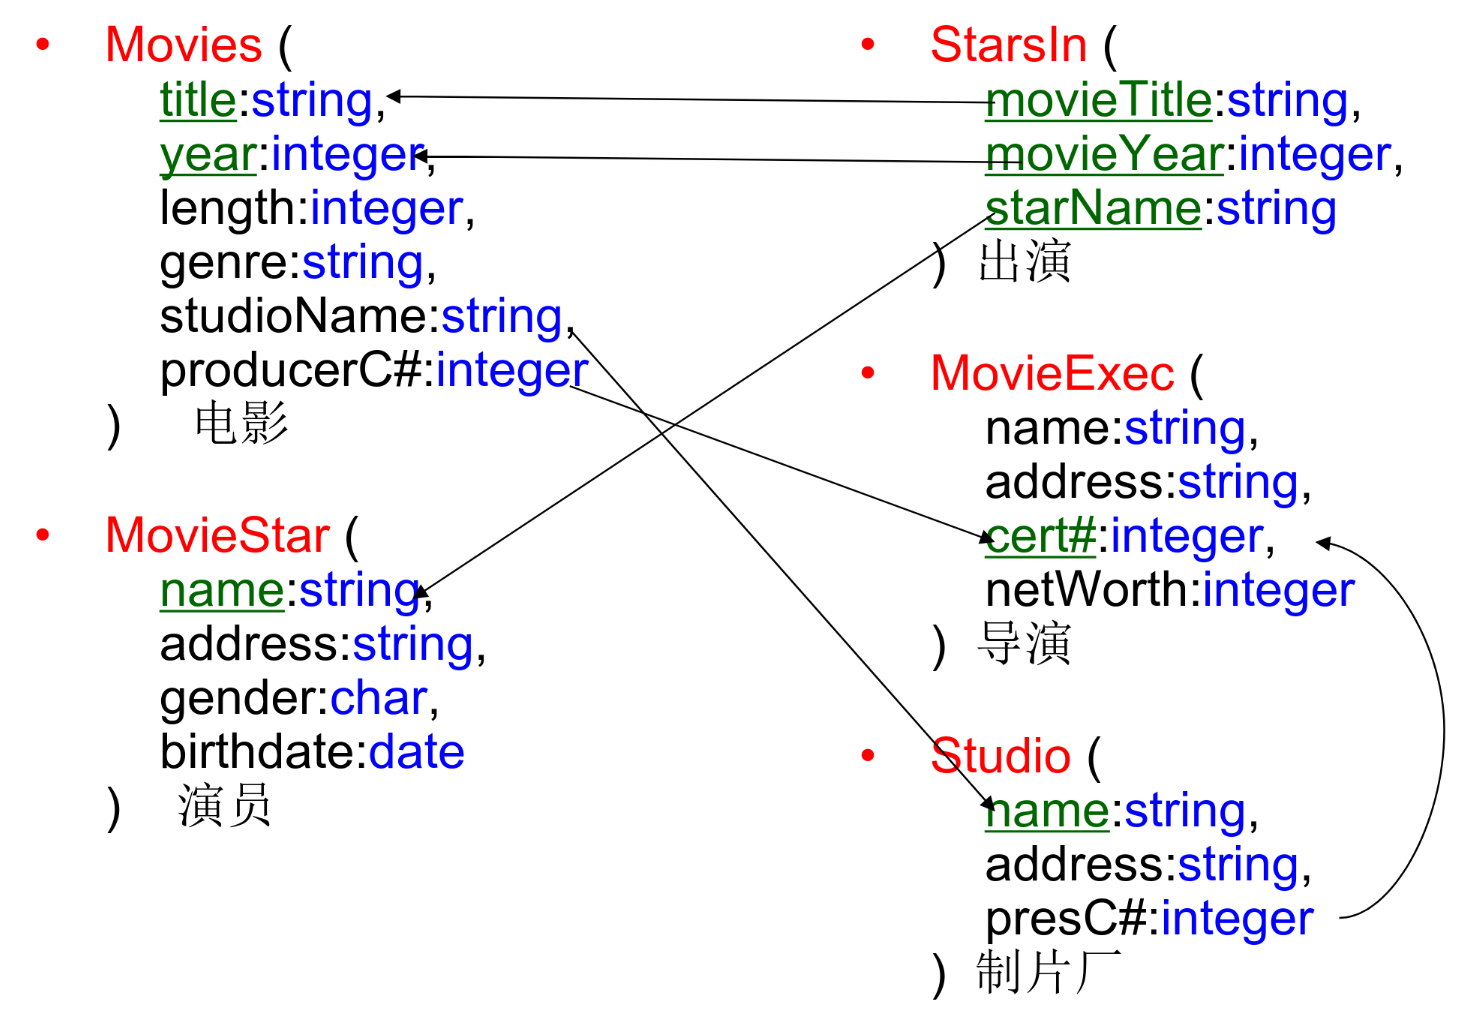 • Movies (
title:string,
year:integer,
length:integer,
genre:string,
studioName:string,
producerC#:integer
) 电影
• MovieStar (
name:string,
address:string,
gender:char,
birthdate:date
) 演员
• StarsIn (
movieTitle:string,
movieYear:integer,
starName:string
) 出演
• MovieExec (
name:string,
address:string,
cert#:integer,
netWorth:integer
) 导演
• Studio (
name:string,
address:string,
presC#:integer
) 制片厂